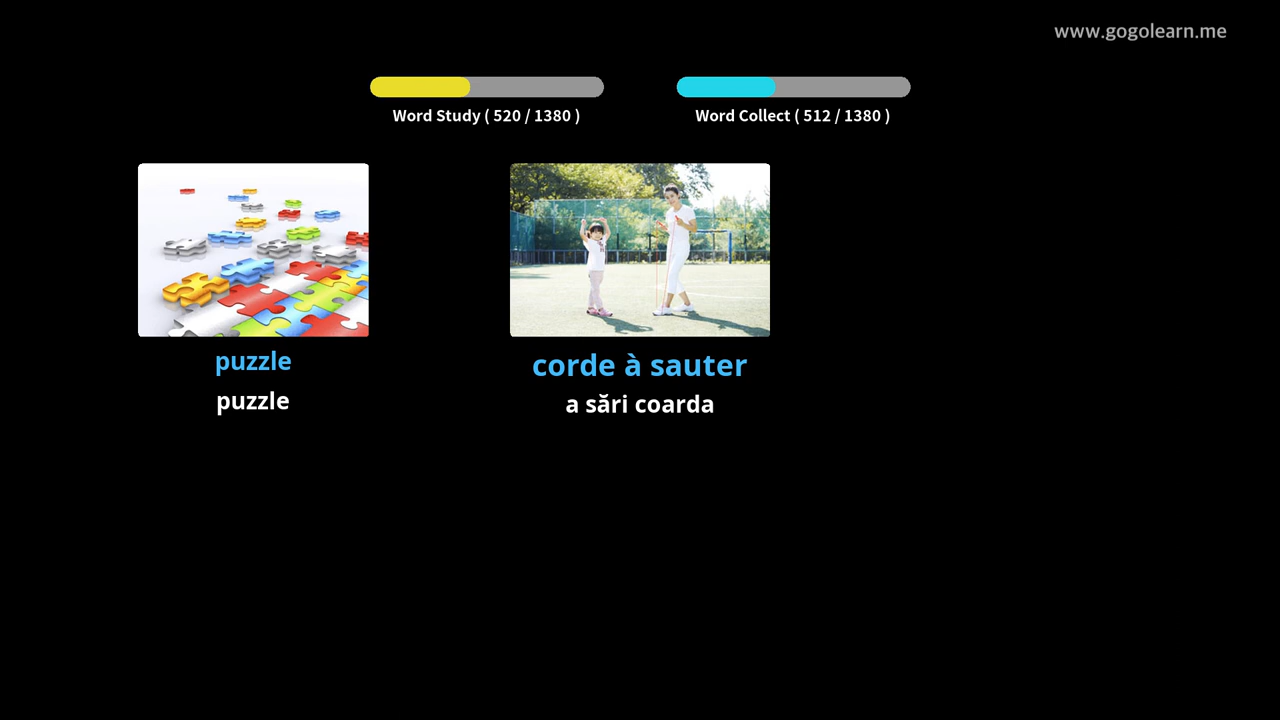 www.gogolearn.me
Word Study ( 520 / 1380 )
Word Collect ( 512 / 1380 )
puzzle
puzzle
corde à sauter
a sări coarda